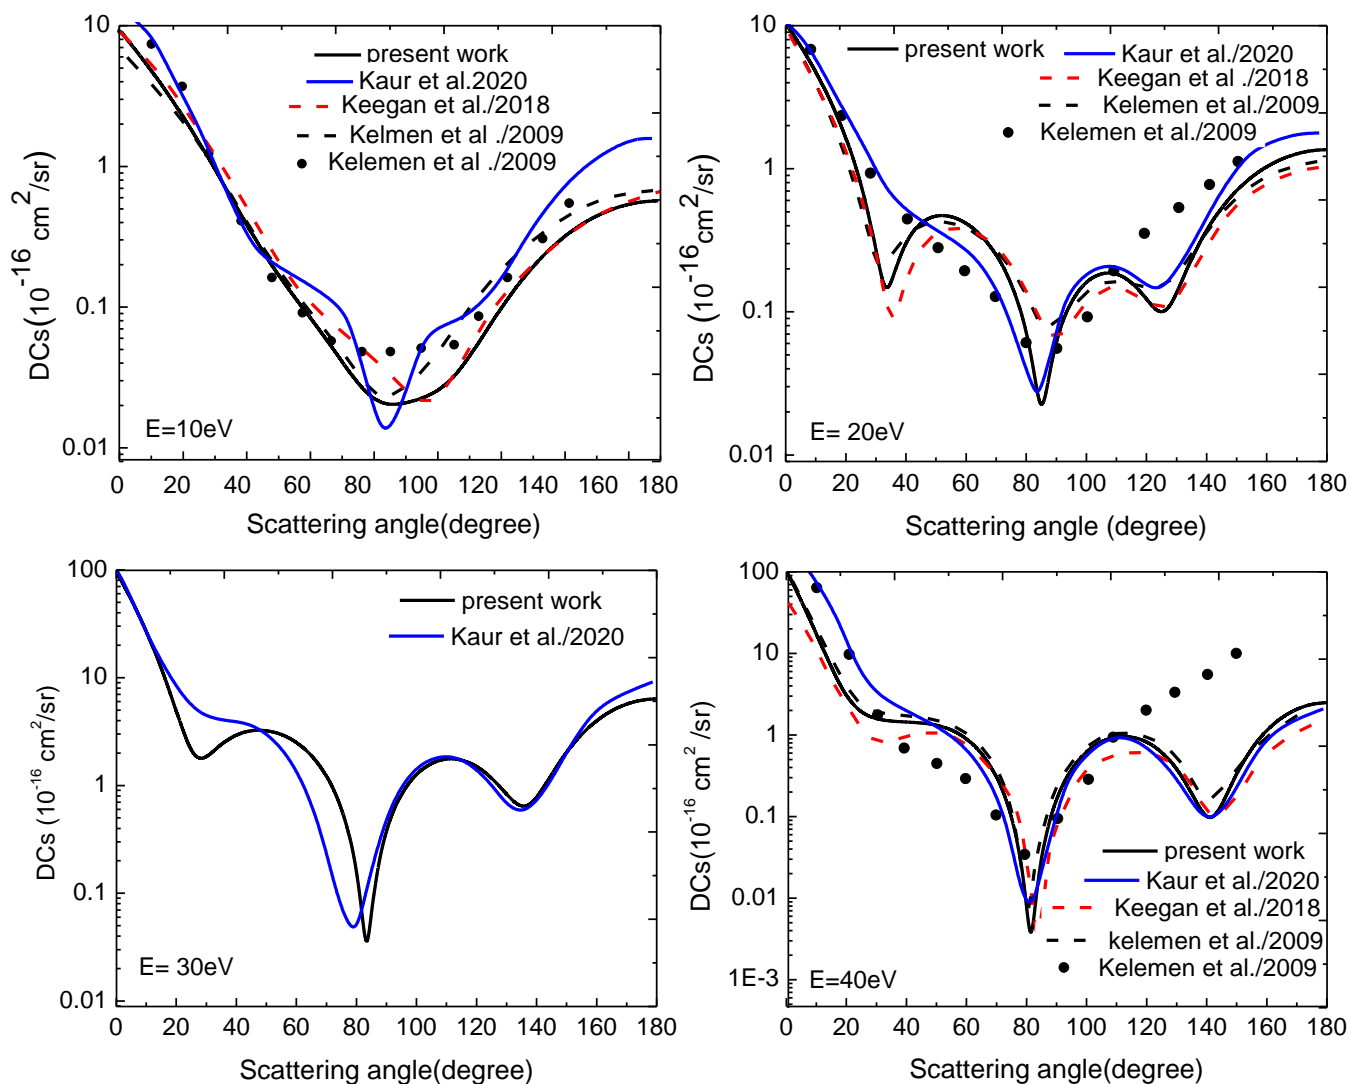 10
1
0.1
0.01
DCs(10⁻¹⁶ cm²/sr)
present work
Kaur et al.2020
Keegan et al./2018
Kelmen et al ./2009
Kelemen et al ./2009
E=10eV
0 20 40 60 80 100 120 140 160 180
Scattering angle(degree)
10
1
0.1
0.01
DCs (10⁻¹⁶cm²/sr)
present work
Kaur et al./2020
Keegan et al ./2018
Kelemen et al./2009
Kelemen et al./2009
E= 20eV
0 20 40 60 80 100 120 140 160 180
Scattering angle (degree)
100
10
1
0.1
0.01
DCs (10⁻¹⁶ cm²/sr)
present work
Kaur et al./2020
E= 30eV
0 20 40 60 80 100 120 140 160 180
Scattering angle(degree)
100
10
1
0.1
0.01
1E-3
DCs(10⁻¹⁶ cm² /sr)
present work
Kaur et al./2020
Keegan et al./2018
kelemen et al./2009
Kelemen et al./2009
E=40eV
0 20 40 60 80 100 120 140 160 180
Scattering angle(degree)